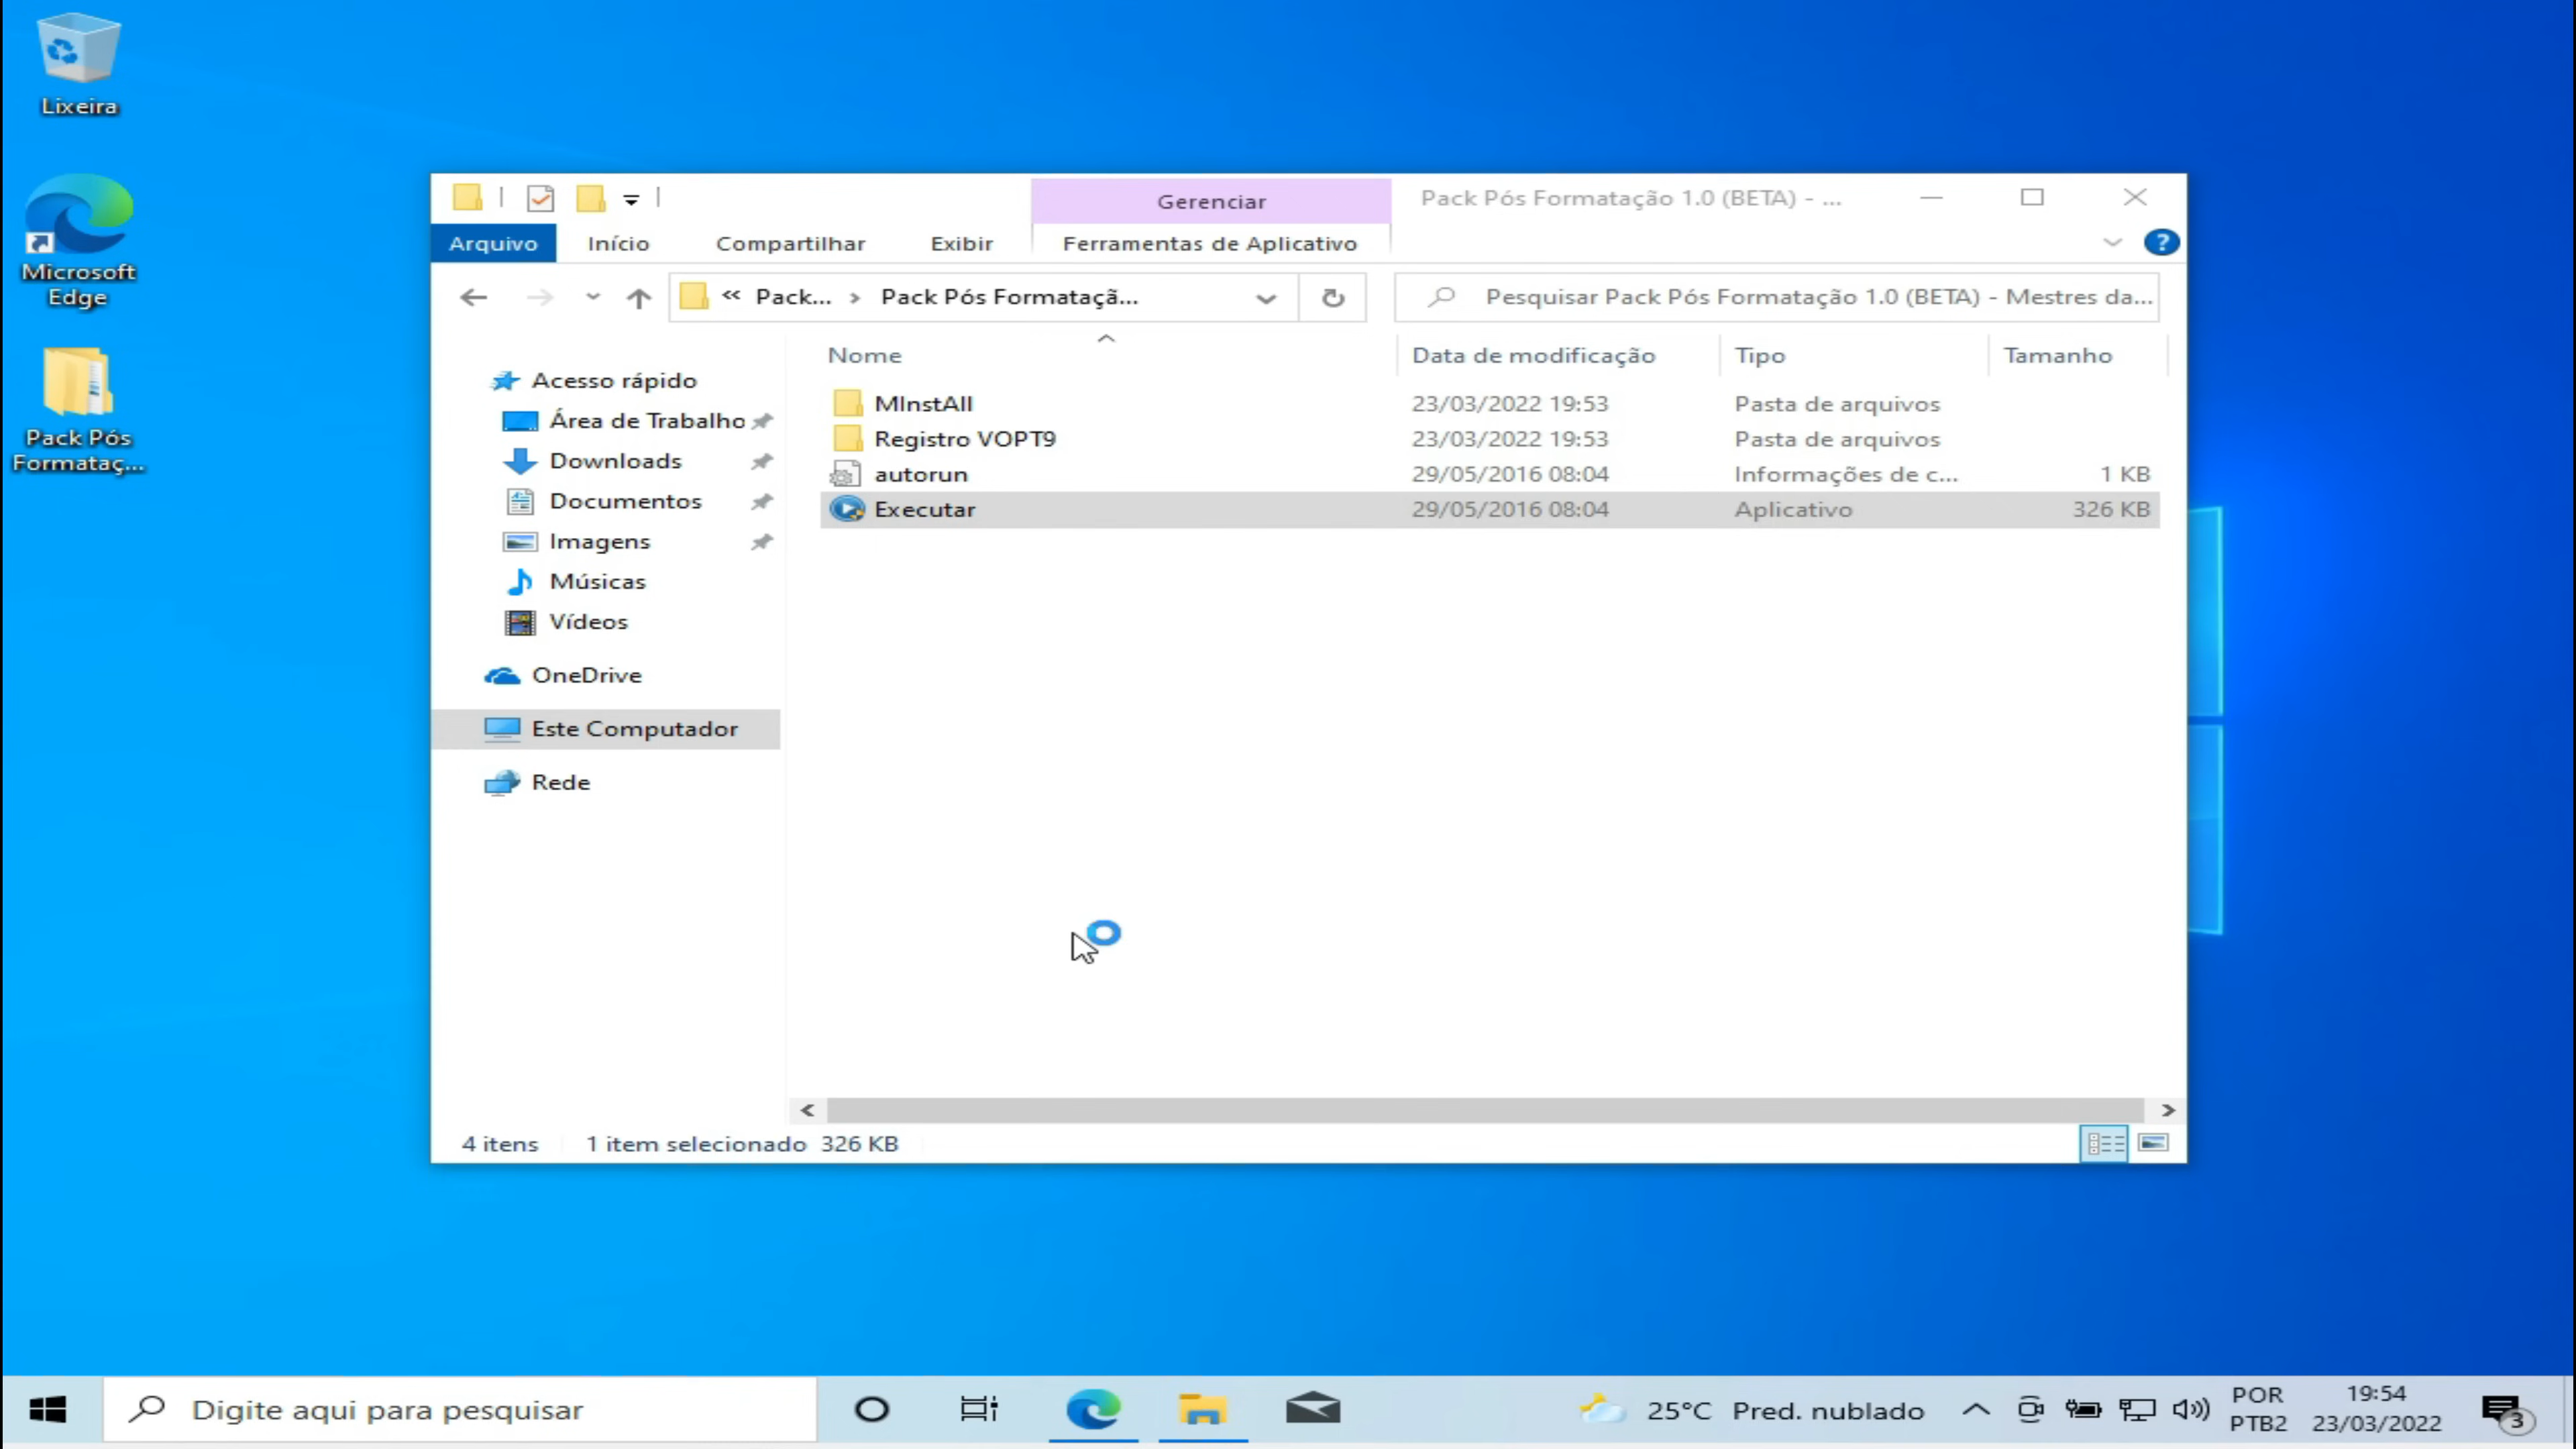 Lixeira
Microsoft
Edge
Pack Pós
Formataç...
Gerenciar
Pack Pós Formatação 1.0 (BETA) - ...
Arquivo
Início
Compartilhar
Exibir
Ferramentas de Aplicativo
?
« Pack... › Pack Pós Formataçã...
Pesquisar Pack Pós Formatação 1.0 (BETA) - Mestres da...
Nome
Data de modificação
Tipo
Tamanho
Acesso rápido
Área de Trabalho
Downloads
Documentos
Imagens
Músicas
Vídeos
OneDrive
Este Computador
Rede
MInstAll 23/03/2022 19:53 Pasta de arquivos
Registro VOPT9 23/03/2022 19:53 Pasta de arquivos
autorun 29/05/2016 08:04 Informações de c... 1 KB
Executar 29/05/2016 08:04 Aplicativo 326 KB
4 itens 1 item selecionado 326 KB
Digite aqui para pesquisar
25°C Pred. nublado
POR
PTB2
19:54
23/03/2022
3